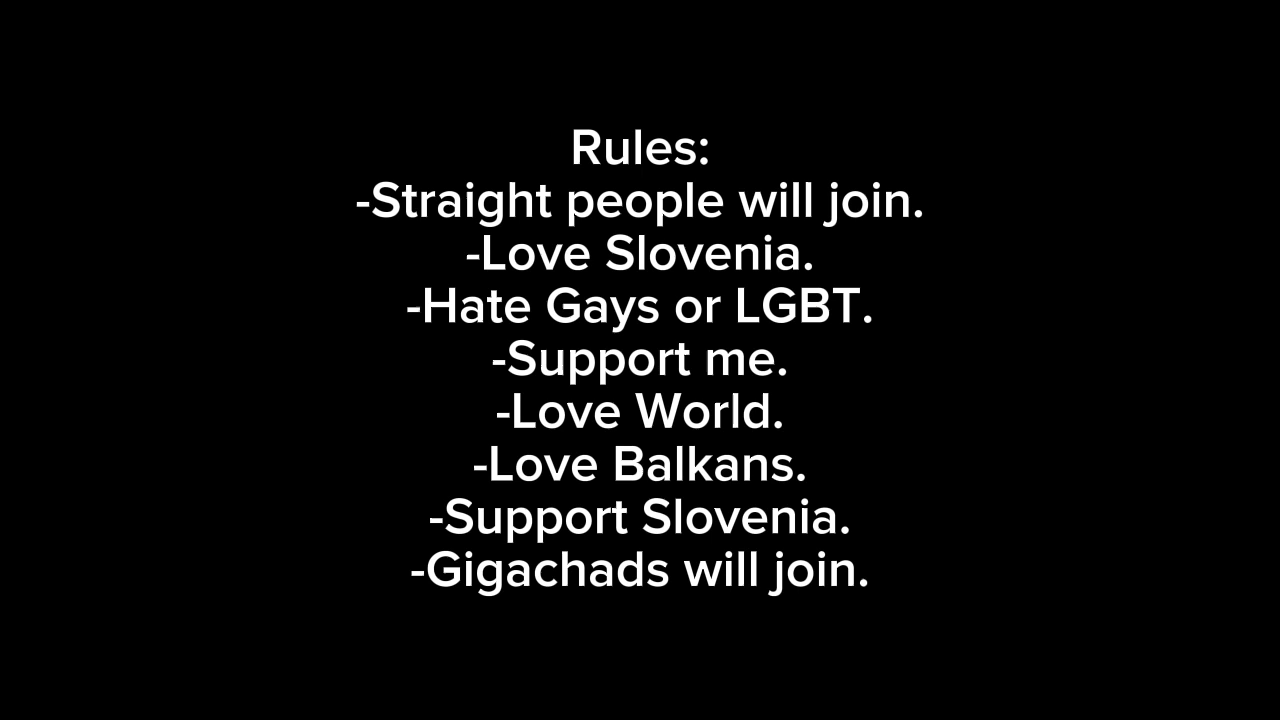 Rules:
-Straight people will join.
-Love Slovenia.
-Hate Gays or LGBT.
-Support me.
-Love World.
-Love Balkans.
-Support Slovenia.
-Gigachads will join.